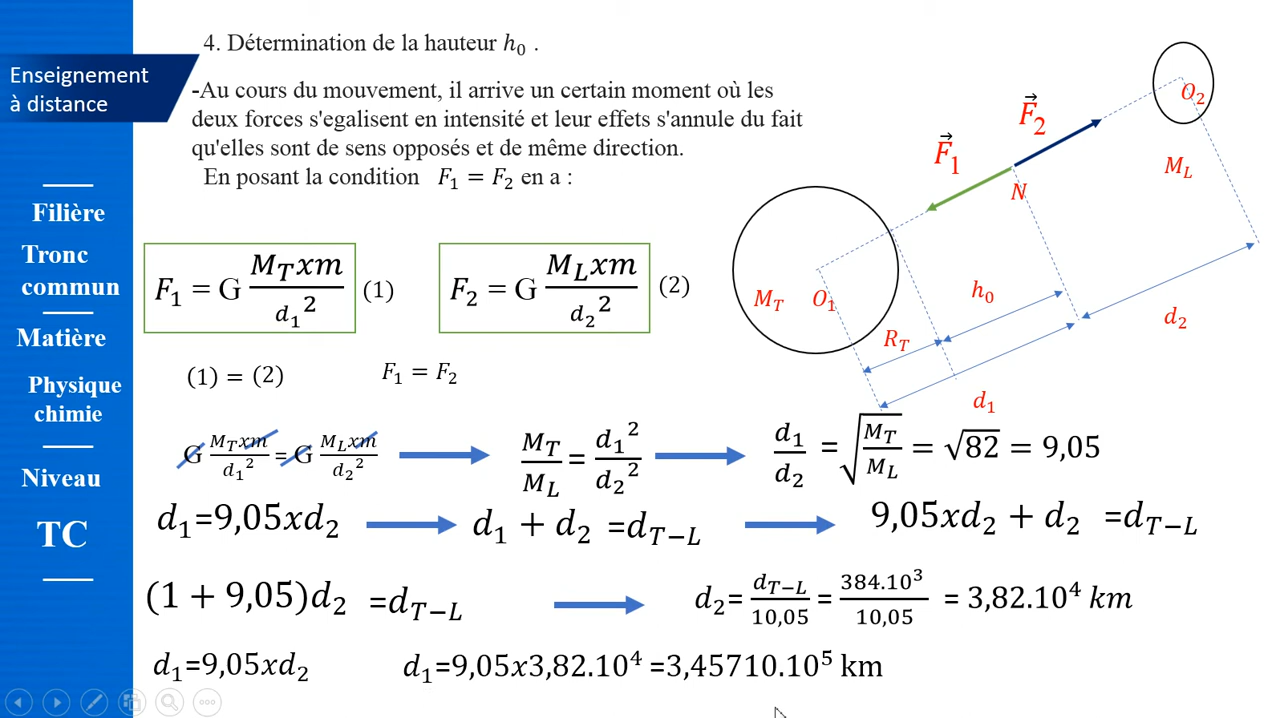 Enseignement
à distance
Filière
Tronc
commun
Matière
Physique
chimie
Niveau
TC
4. Détermination de la hauteur h₀ .
-Au cours du mouvement, il arrive un certain moment où les
deux forces s'egalisent en intensité et leur effets s'annule du fait
qu'elles sont de sens opposés et de même direction.
En posant la condition F₁ = F₂ en a :
F₁ = G M_T xm / d₁² (1)
F₂ = G M_L xm / d₂² (2)
(1) = (2) F₁ = F₂
G M_T xm / d₁² = G M_L xm / d₂²
M_T / M_L = d₁² / d₂²
d₁ / d₂ = √(M_T / M_L) = √82 = 9,05
d₁=9,05xd₂
d₁ + d₂ =d_T−L
9,05xd₂ + d₂ =d_T−L
(1 + 9,05)d₂ =d_T−L
d₂= d_T−L / 10,05 = 384.10³ / 10,05 = 3,82.10⁴ km
d₁=9,05xd₂
d₁=9,05x3,82.10⁴ =3,45710.10⁵ km
F⃗₁
F⃗₂
N
O₂
M_L
M_T
O₁
h₀
R_T
d₁
d₂